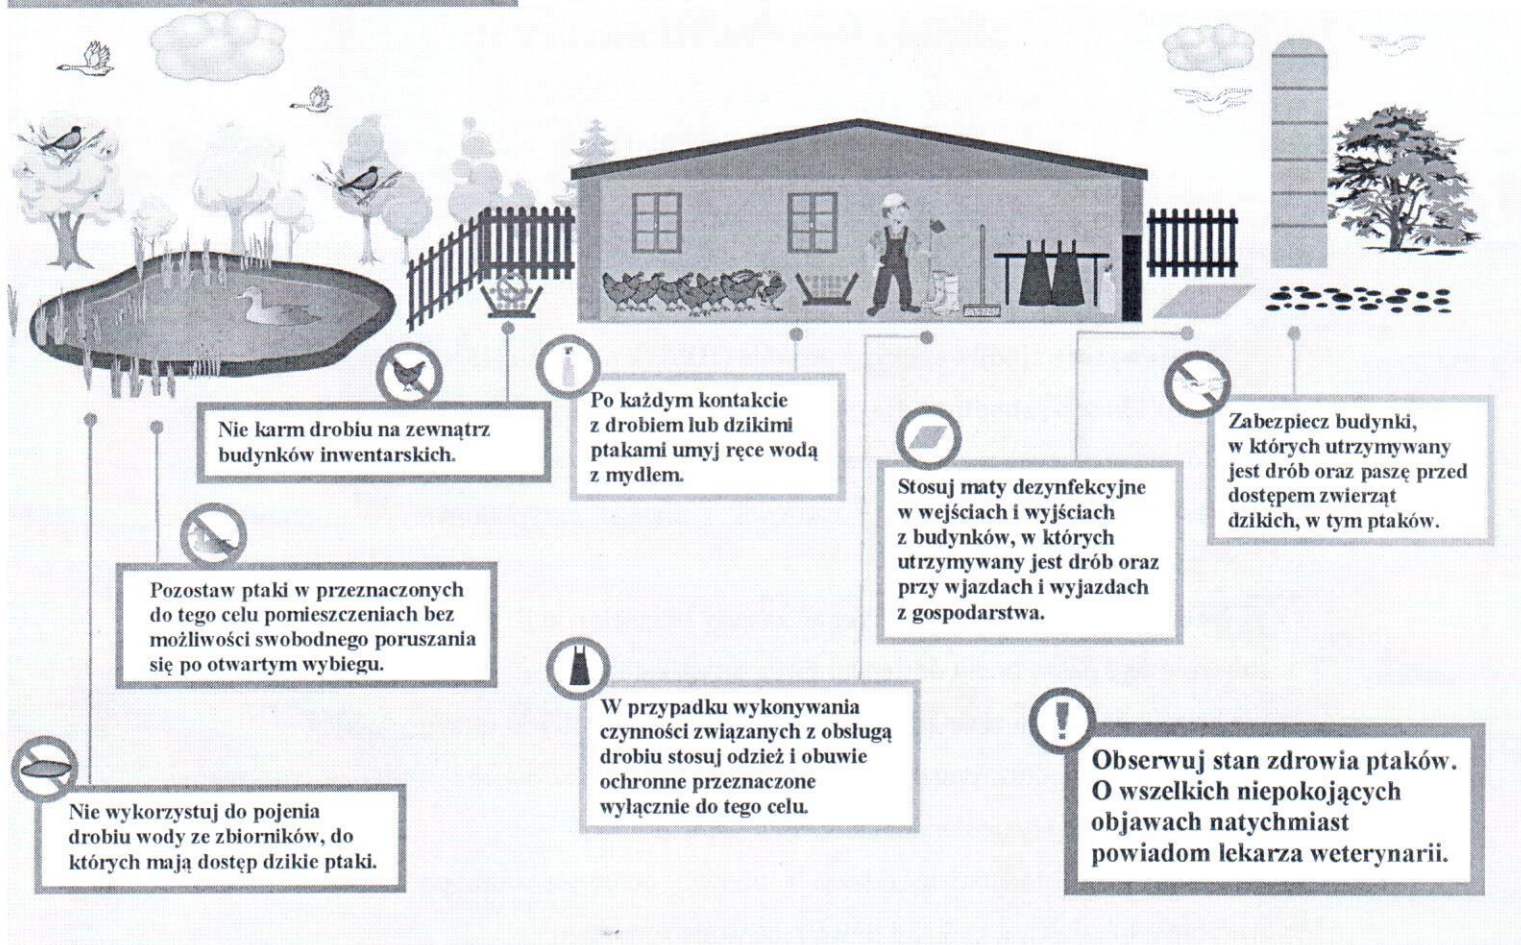 Nie karm drobiu na zewnątrz
budynków inwentarskich.
Po każdym kontakcie
z drobiem lub dzikimi
ptakami umyj ręce wodą
z mydłem.
Stosuj maty dezynfekcyjne
w wejściach i wyjściach
z budynków, w których
utrzymywany jest drób oraz
przy wjazdach i wyjazdach
z gospodarstwa.
Zabezpiecz budynki,
w których utrzymywany
jest drób oraz paszę przed
dostępem zwierząt
dzikich, w tym ptaków.
Pozostaw ptaki w przeznaczonych
do tego celu pomieszczeniach bez
możliwości swobodnego poruszania
się po otwartym wybiegu.
W przypadku wykonywania
czynności związanych z obsługą
drobiu stosuj odzież i obuwie
ochronne przeznaczone
wyłącznie do tego celu.
Nie wykorzystuj do pojenia
drobiu wody ze zbiorników, do
których mają dostęp dzikie ptaki.
Obserwuj stan zdrowia ptaków.
O wszelkich niepokojących
objawach natychmiast
powiadom lekarza weterynarii.